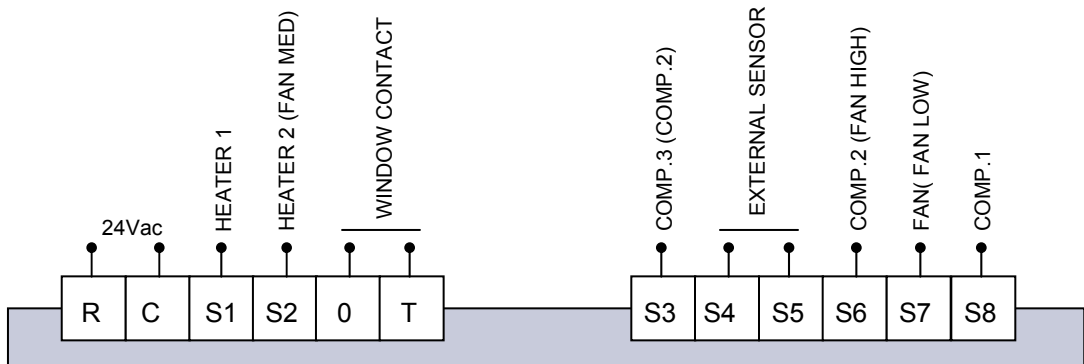 24Vac
HEATER 1
HEATER 2 (FAN MED)
WINDOW CONTACT
COMP.3 (COMP.2)
EXTERNAL SENSOR
COMP.2 (FAN HIGH)
FAN( FAN LOW)
COMP.1
R C S1 S2 0 T
S3 S4 S5 S6 S7 S8